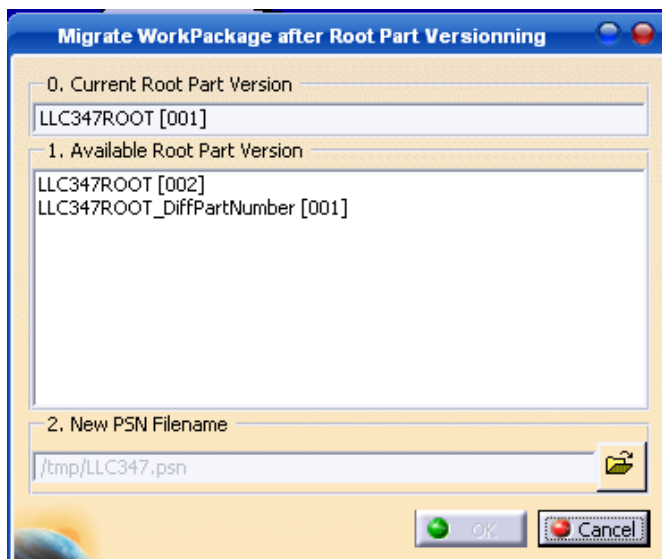 Migrate WorkPackage after Root Part Versionning
0. Current Root Part Version
LLC347ROOT [001]
1. Available Root Part Version
LLC347ROOT [002]
LLC347ROOT_DiffPartNumber [001]
2. New PSN Filename
/tmp/LLC347.psn
OK
Cancel